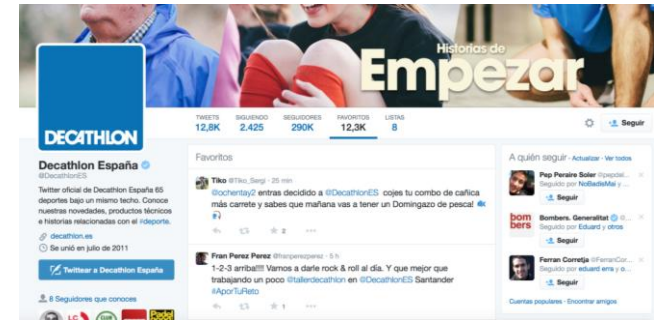 Historias de
Empezar
DECATHLON
TWEETS SIGUIENDO SEGUIDORES FAVORITOS LISTAS
12,8K 2.425 290K 12,3K 8
Seguir
Decathlon España
@DecathlonES
Twitter oficial de Decathlon España 65
deportes bajo un mismo techo. Conoce
nuestras novedades, productos técnicos
e historias relacionadas con el #deporte.
decathlon.es
Se unió en julio de 2011
Twittear a Decathlon España
8 Seguidores que conoces
Favoritos
Tiko @Tiko_Sergi · 25 min
@ochentay2 entras decidido a @DecathlonES cojes tu combo de cañica
más carrete y sabes que mañana vas a tener un Domingazo de pesca!
2
Fran Perez Perez @franperezperez · 5 h
1-2-3 arriba!!!! Vamos a darle rock & roll al día. Y que mejor que
trabajando un poco @tallerdecathlon en @DecathlonES Santander
#AporTuReto
1
A quién seguir · Actualizar · Ver todos
Pep Peraire Soler @pepdal...
Seguido por NoBadisMal y ...
Seguir
bom
bers
Bombers. Generalitat @...
Seguido por Eduard y otros
Seguir
Ferran Corretja @FerranCor...
Seguido por eduard erra y o...
Seguir
Cuentas populares · Encontrar amigos
LC
Padel